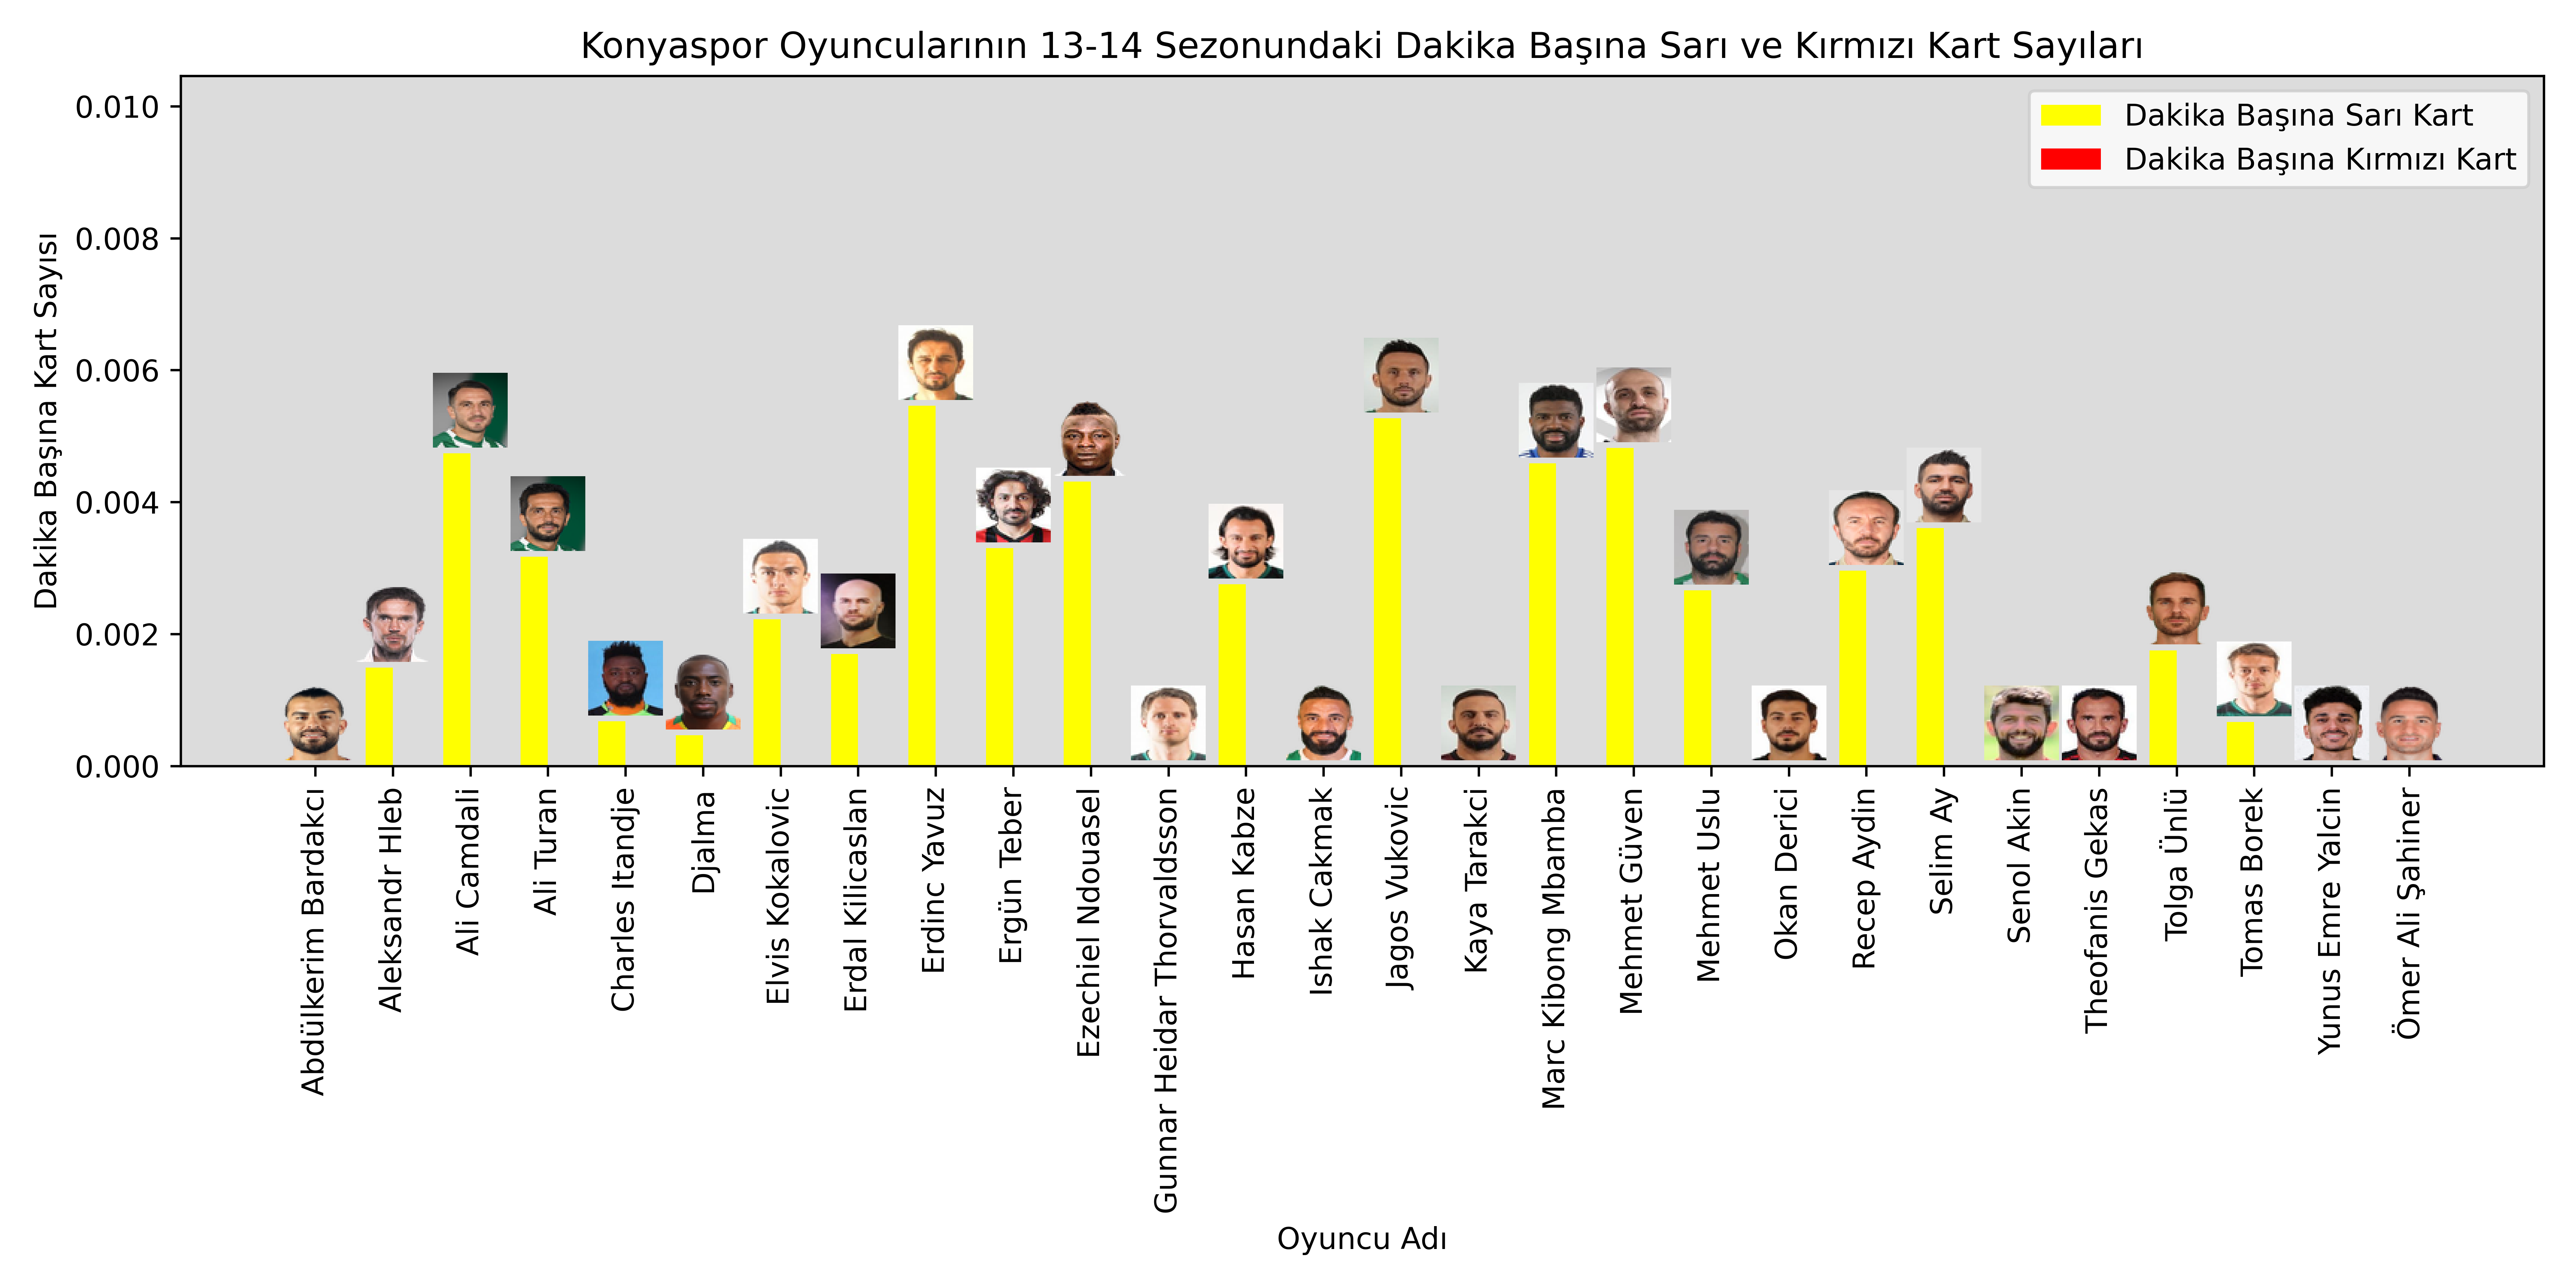 Konyaspor Oyuncularının 13-14 Sezonundaki Dakika Başına Sarı ve Kırmızı Kart Sayıları
Dakika Başına Sarı Kart
Dakika Başına Kırmızı Kart
Dakika Başına Kart Sayısı
0.010
0.008
0.006
0.004
0.002
0.000
Abdülkerim Bardakcı
Aleksandr Hleb
Ali Camdali
Ali Turan
Charles Itandje
Djalma
Elvis Kokalovic
Erdal Kilicaslan
Erdinc Yavuz
Ergün Teber
Ezechiel Ndouasel
Gunnar Heidar Thorvaldsson
Hasan Kabze
Ishak Cakmak
Jagos Vukovic
Kaya Tarakci
Marc Kibong Mbamba
Mehmet Güven
Mehmet Uslu
Okan Derici
Recep Aydin
Selim Ay
Senol Akin
Theofanis Gekas
Tolga Ünlü
Tomas Borek
Yunus Emre Yalcin
Ömer Ali Şahiner
Oyuncu Adı